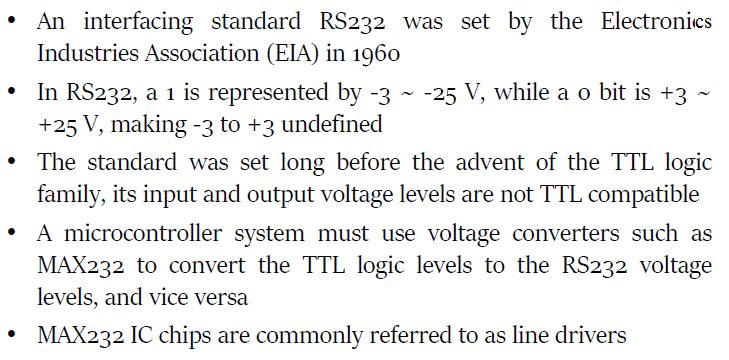 • An interfacing standard RS232 was set by the Electronics
Industries Association (EIA) in 1960
• In RS232, a 1 is represented by -3 ~ -25 V, while a 0 bit is +3 ~
+25 V, making -3 to +3 undefined
• The standard was set long before the advent of the TTL logic
family, its input and output voltage levels are not TTL compatible
• A microcontroller system must use voltage converters such as
MAX232 to convert the TTL logic levels to the RS232 voltage
levels, and vice versa
• MAX232 IC chips are commonly referred to as line drivers